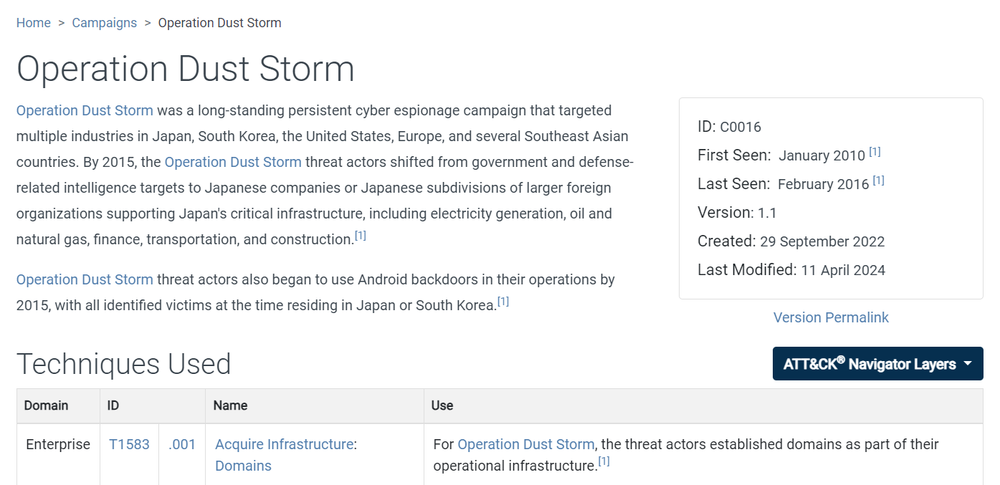 Home > Campaigns > Operation Dust Storm
Operation Dust Storm
Operation Dust Storm was a long-standing persistent cyber espionage campaign that targeted
multiple industries in Japan, South Korea, the United States, Europe, and several Southeast Asian
countries. By 2015, the Operation Dust Storm threat actors shifted from government and defense-
related intelligence targets to Japanese companies or Japanese subdivisions of larger foreign
organizations supporting Japan's critical infrastructure, including electricity generation, oil and
natural gas, finance, transportation, and construction.[1]
Operation Dust Storm threat actors also began to use Android backdoors in their operations by
2015, with all identified victims at the time residing in Japan or South Korea.[1]
ID: C0016
First Seen: January 2010 [1]
Last Seen: February 2016 [1]
Version: 1.1
Created: 29 September 2022
Last Modified: 11 April 2024
Version Permalink
Techniques Used
ATT&CK® Navigator Layers
Domain ID Name Use
Enterprise T1583 .001 Acquire Infrastructure: For Operation Dust Storm, the threat actors established domains as part of their
Domains operational infrastructure.[1]